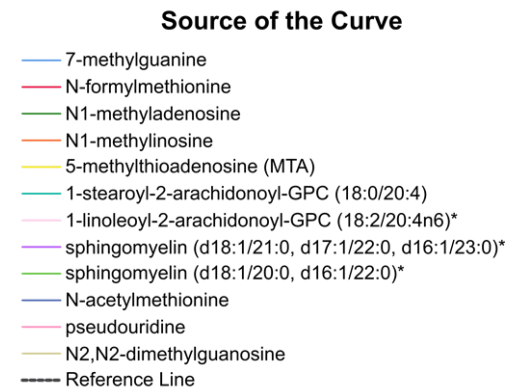 Source of the Curve
7-methylguanine
N-formylmethionine
N1-methyladenosine
N1-methylinosine
5-methylthioadenosine (MTA)
1-stearoyl-2-arachidonoyl-GPC (18:0/20:4)
1-linoleoyl-2-arachidonoyl-GPC (18:2/20:4n6)*
sphingomyelin (d18:1/21:0, d17:1/22:0, d16:1/23:0)*
sphingomyelin (d18:1/20:0, d16:1/22:0)*
N-acetylmethionine
pseudouridine
N2,N2-dimethylguanosine
Reference Line